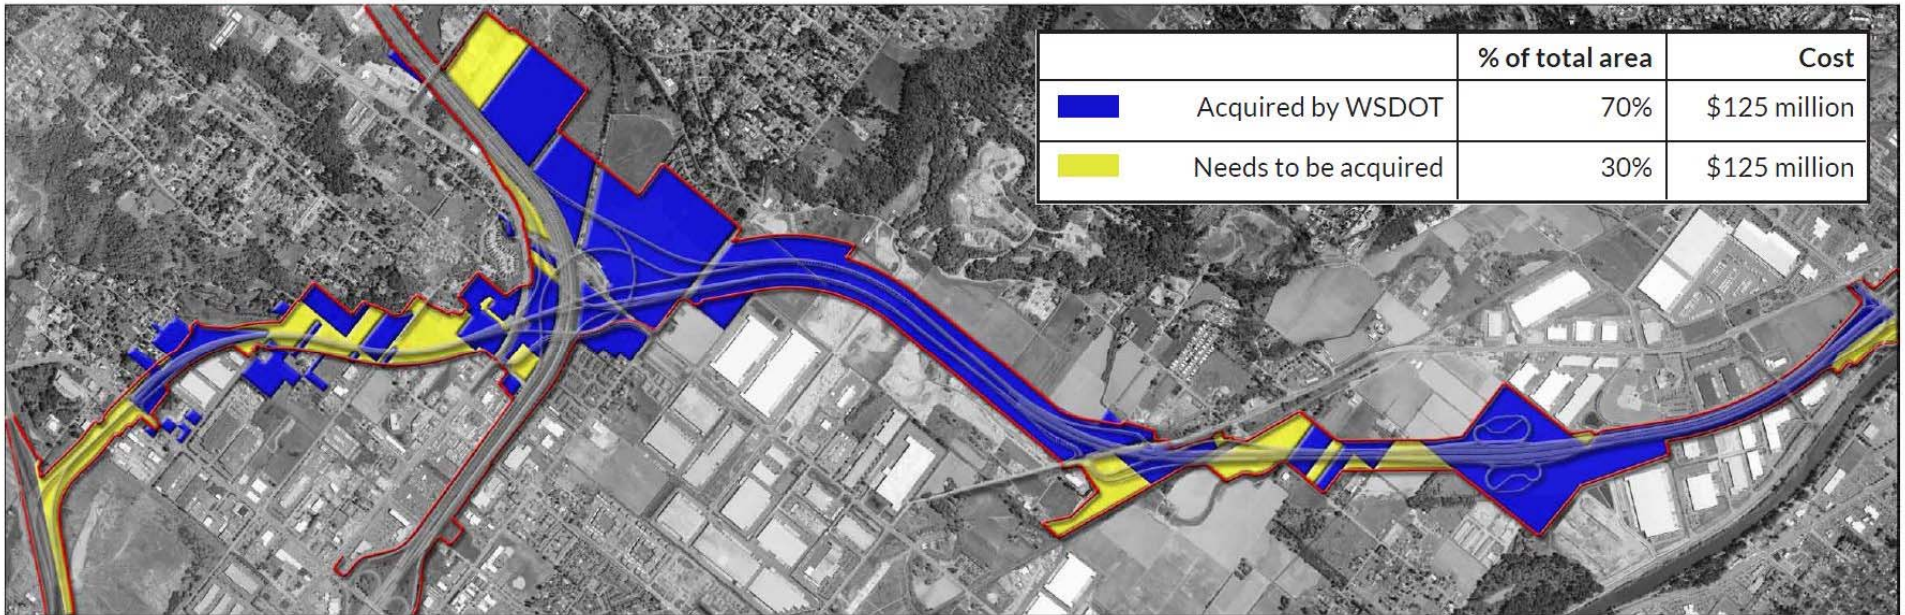 % of total area Cost
Acquired by WSDOT 70% $125 million
Needs to be acquired 30% $125 million